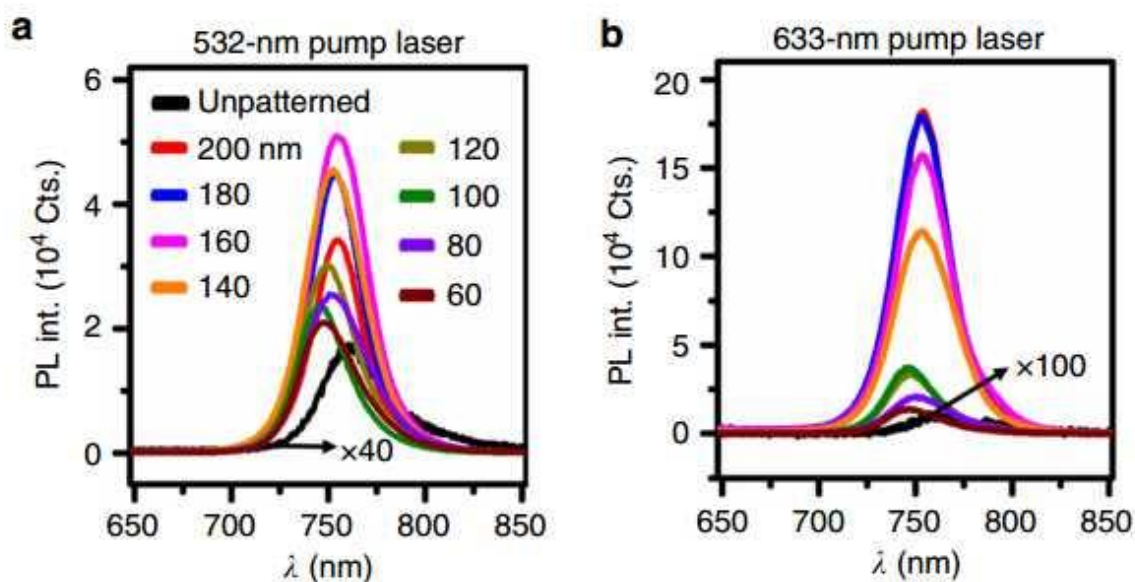 a
532-nm pump laser
PL int. (10⁴ Cts.)
6
4
2
0
Unpatterned
200 nm
180
160
140
120
100
80
60
×40
650 700 750 800 850
λ (nm)
b
633-nm pump laser
PL int. (10⁴ Cts.)
20
15
10
5
0
×100
650 700 750 800 850
λ (nm)